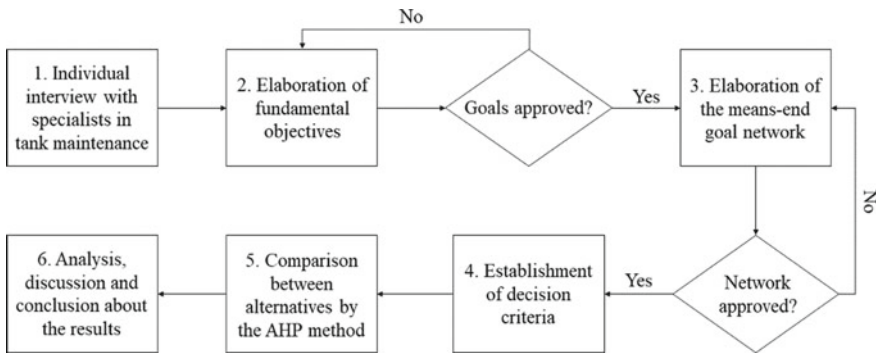 No
1. Individual
interview with
specialists in
tank maintenance
2. Elaboration of
fundamental
objectives
Goals approved?
Yes
3. Elaboration of
the means-end
goal network
No
6. Analysis,
discussion and
conclusion about
the results
5. Comparison
between
alternatives by
the AHP method
4. Establishment
of decision
criteria
Yes
Network
approved?